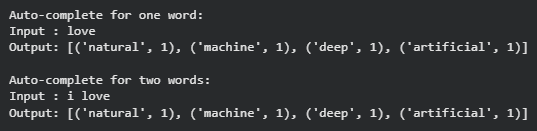 Auto-complete for one word:
Input : love
Output: [('natural', 1), ('machine', 1), ('deep', 1), ('artificial', 1)]
Auto-complete for two words:
Input : i love
Output: [('natural', 1), ('machine', 1), ('deep', 1), ('artificial', 1)]